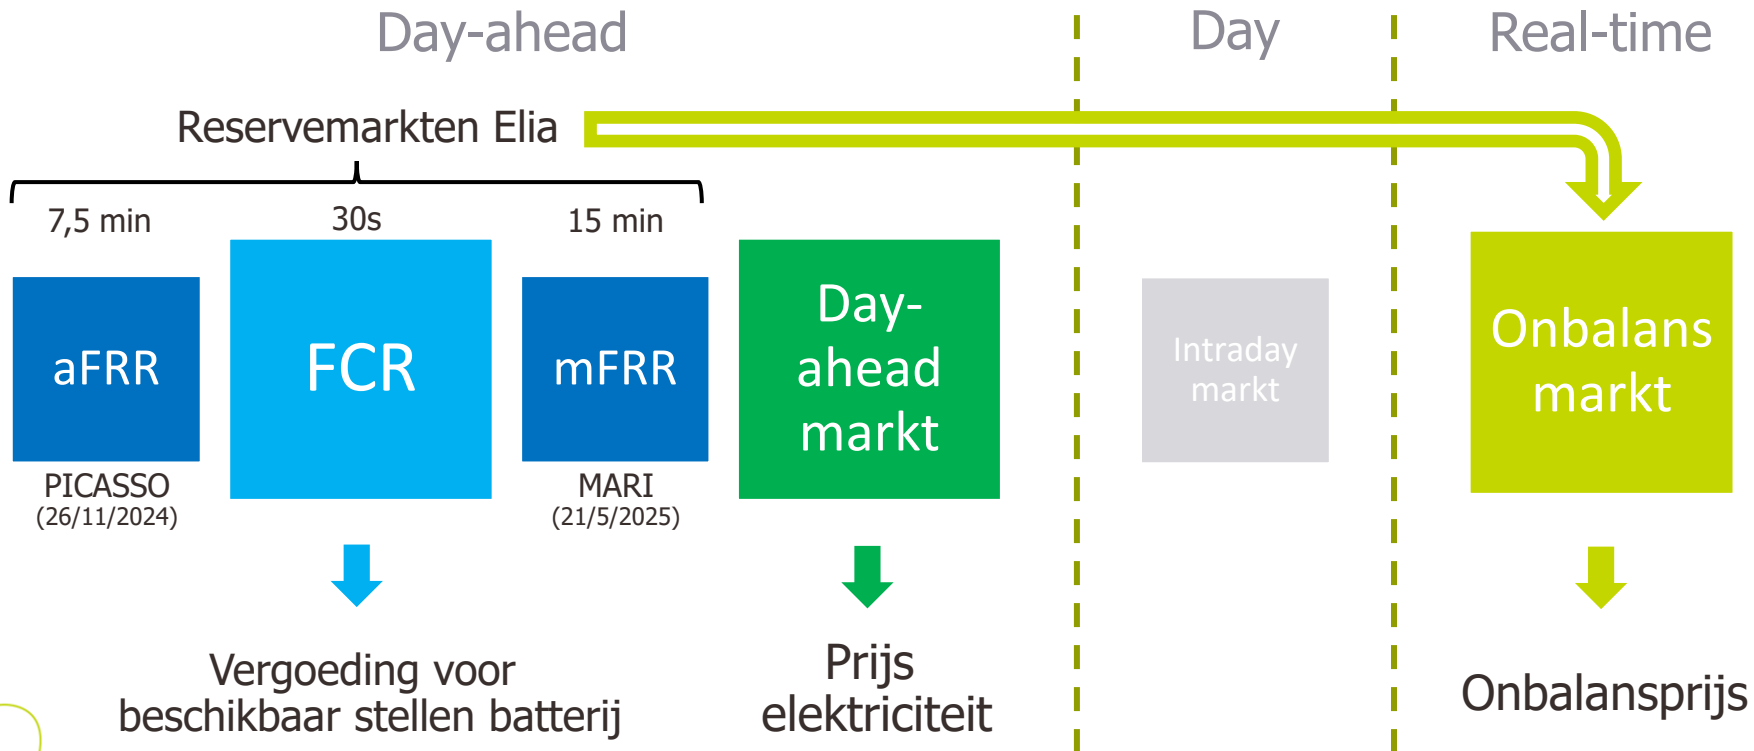 Day-ahead
Day
Real-time
Reservemarkten Elia
7,5 min
30s
15 min
aFRR
FCR
mFRR
Day-
ahead
markt
Intraday
markt
Onbalans
markt
PICASSO
(26/11/2024)
MARI
(21/5/2025)
Vergoeding voor
beschikbaar stellen batterij
Prijs
elektriciteit
Onbalansprijs